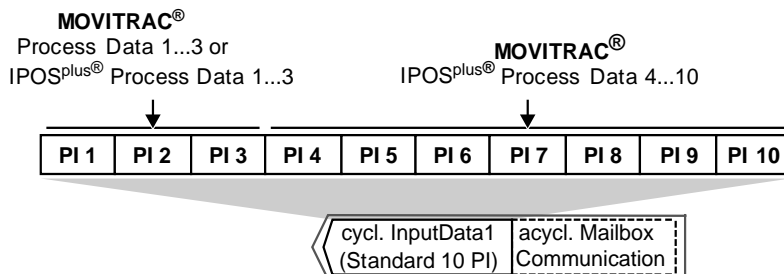 MOVITRAC®
Process Data 1...3 or
IPOSplus® Process Data 1...3
MOVITRAC®
IPOSplus® Process Data 4...10
PI 1 PI 2 PI 3 PI 4 PI 5 PI 6 PI 7 PI 8 PI 9 PI 10
cycl. InputData1
(Standard 10 PI)
acycl. Mailbox
Communication